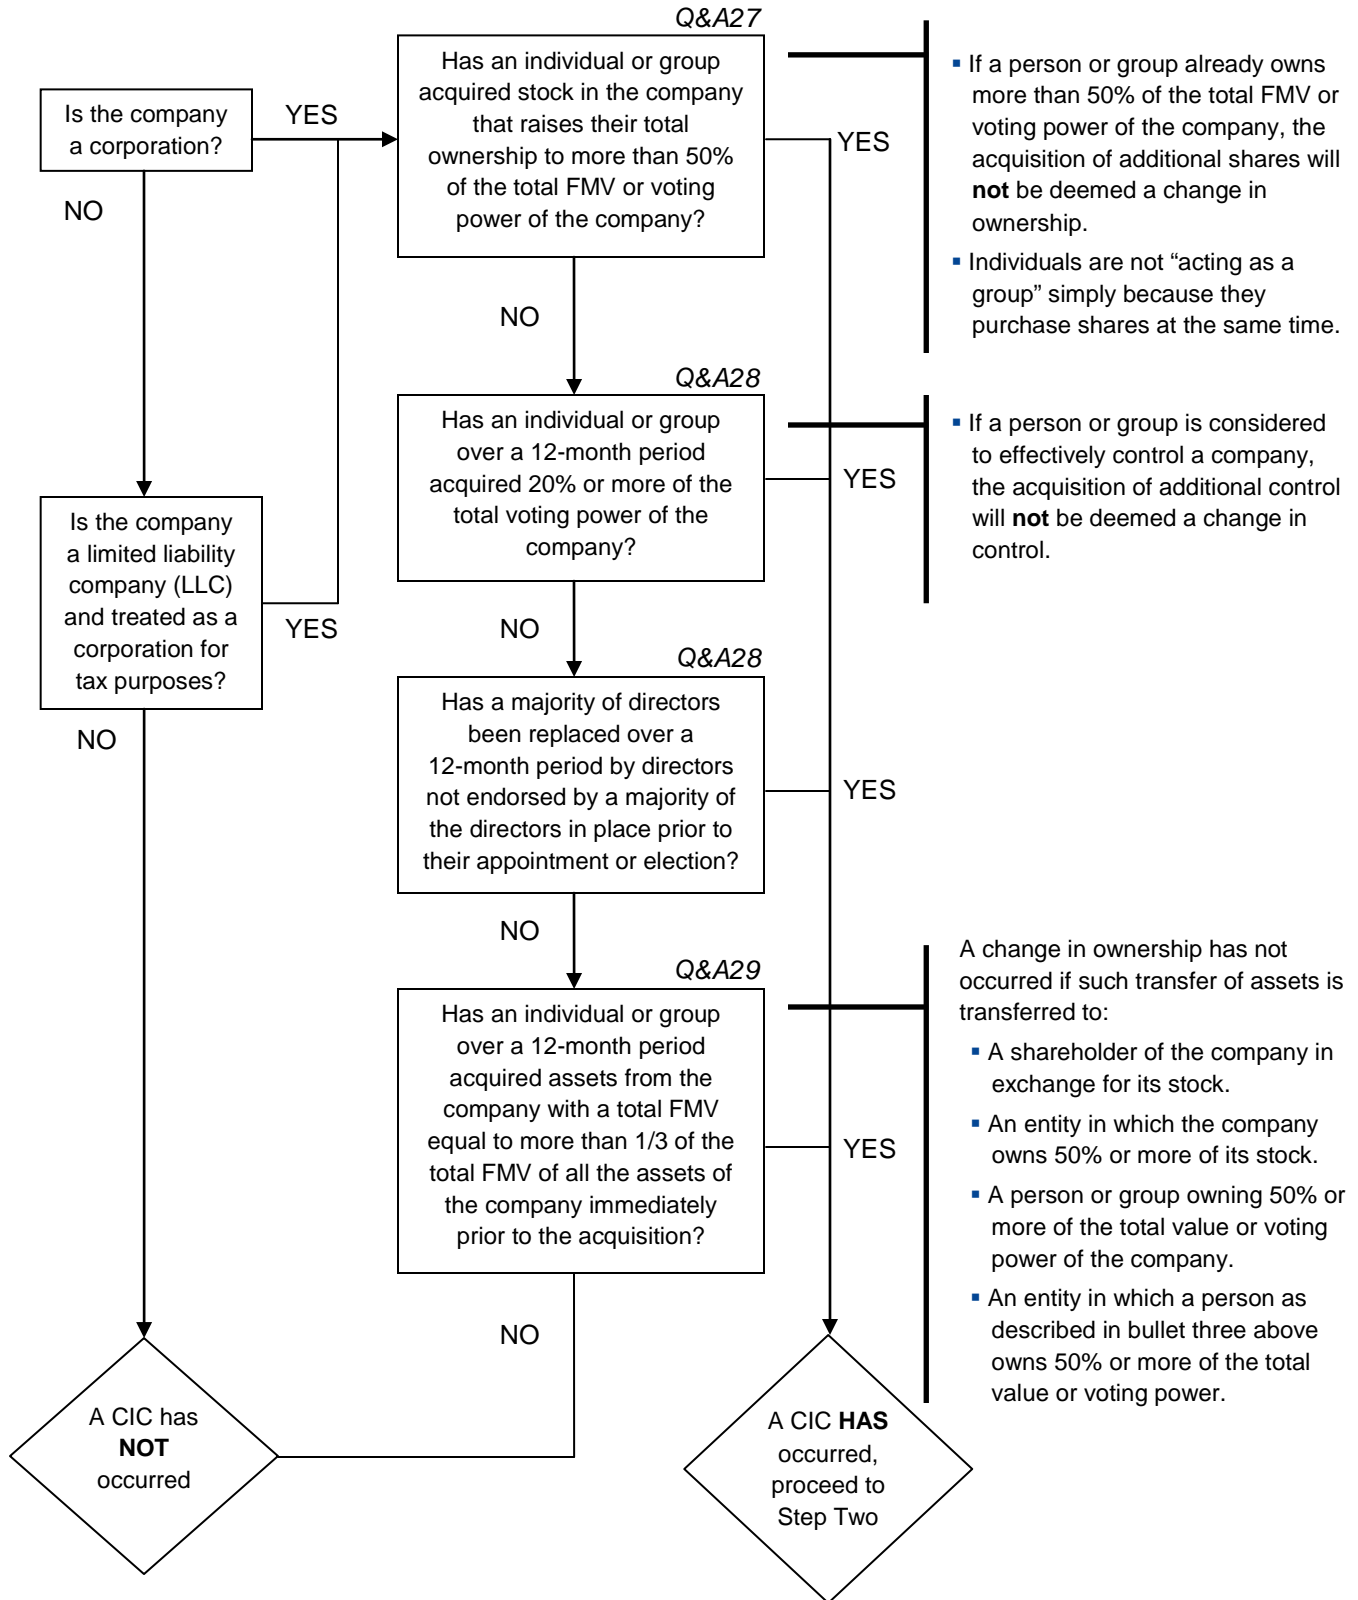 Is the company
a corporation?
YES
NO
Is the company
a limited liability
company (LLC)
and treated as a
corporation for
tax purposes?
YES
NO
A CIC has
NOT
occurred
Q&A27
Has an individual or group
acquired stock in the company
that raises their total
ownership to more than 50%
of the total FMV or voting
power of the company?
YES
NO
▪ If a person or group already owns
more than 50% of the total FMV or
voting power of the company, the
acquisition of additional shares will
not be deemed a change in
ownership.
▪ Individuals are not “acting as a
group” simply because they
purchase shares at the same time.
Q&A28
Has an individual or group
over a 12-month period
acquired 20% or more of the
total voting power of the
company?
YES
NO
▪ If a person or group is considered
to effectively control a company,
the acquisition of additional control
will not be deemed a change in
control.
Q&A28
Has a majority of directors
been replaced over a
12-month period by directors
not endorsed by a majority of
the directors in place prior to
their appointment or election?
YES
NO
Q&A29
Has an individual or group
over a 12-month period
acquired assets from the
company with a total FMV
equal to more than 1/3 of the
total FMV of all the assets of
the company immediately
prior to the acquisition?
YES
NO
A change in ownership has not
occurred if such transfer of assets is
transferred to:
▪ A shareholder of the company in
exchange for its stock.
▪ An entity in which the company
owns 50% or more of its stock.
▪ A person or group owning 50% or
more of the total value or voting
power of the company.
▪ An entity in which a person as
described in bullet three above
owns 50% or more of the total
value or voting power.
A CIC HAS
occurred,
proceed to
Step Two